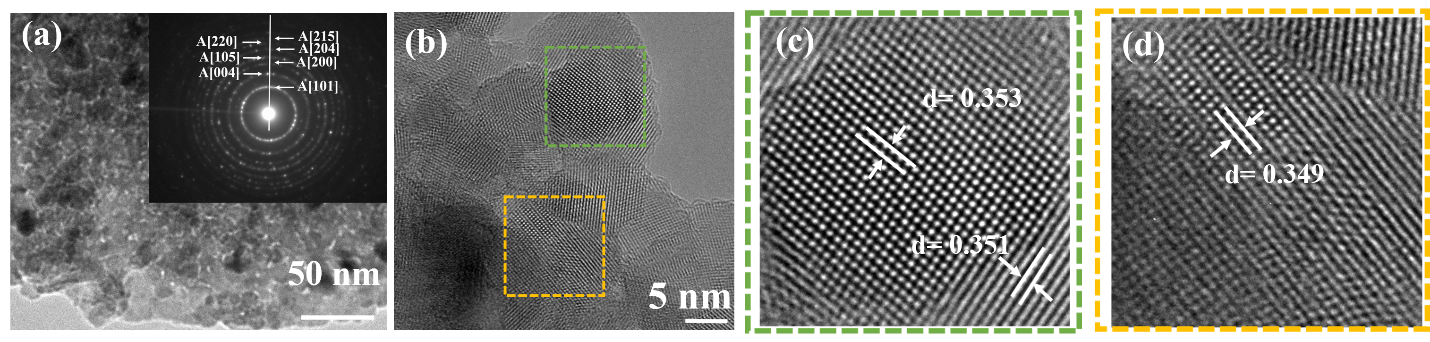 (a)
A[220]
A[105]
A[004]
A[215]
A[204]
A[200]
A[101]
50 nm
(b)
5 nm
(c)
d= 0.353
d= 0.351
(d)
d= 0.349